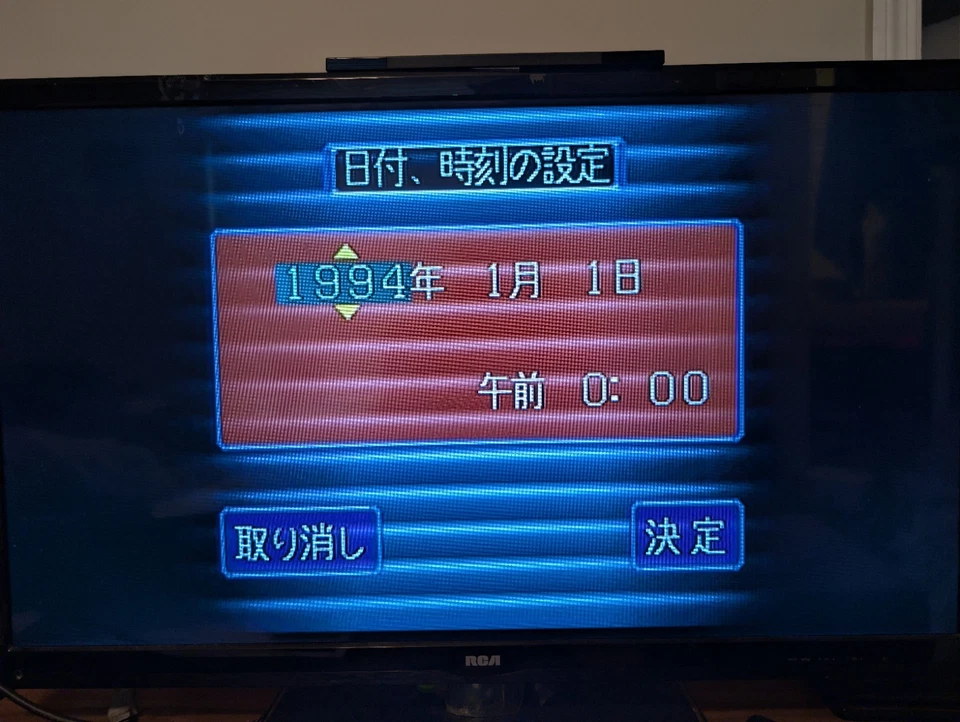 日付、時刻の設定
1994年 1月 1日
午前 0:00
取り消し 決定
RCA